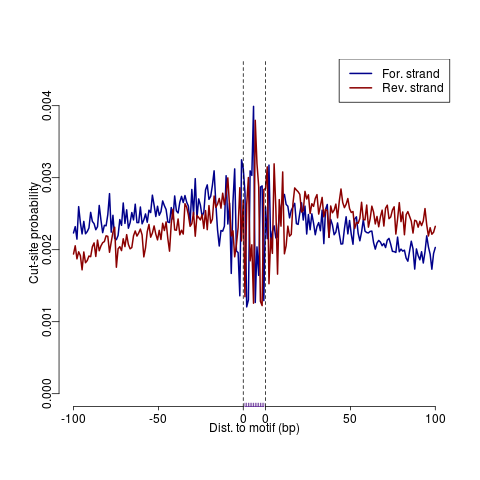 For. strand
Rev. strand
Cut-site probability
0.004
0.003
0.002
0.001
0.000
-100 -50 0 0 50 100
Dist. to motif (bp)